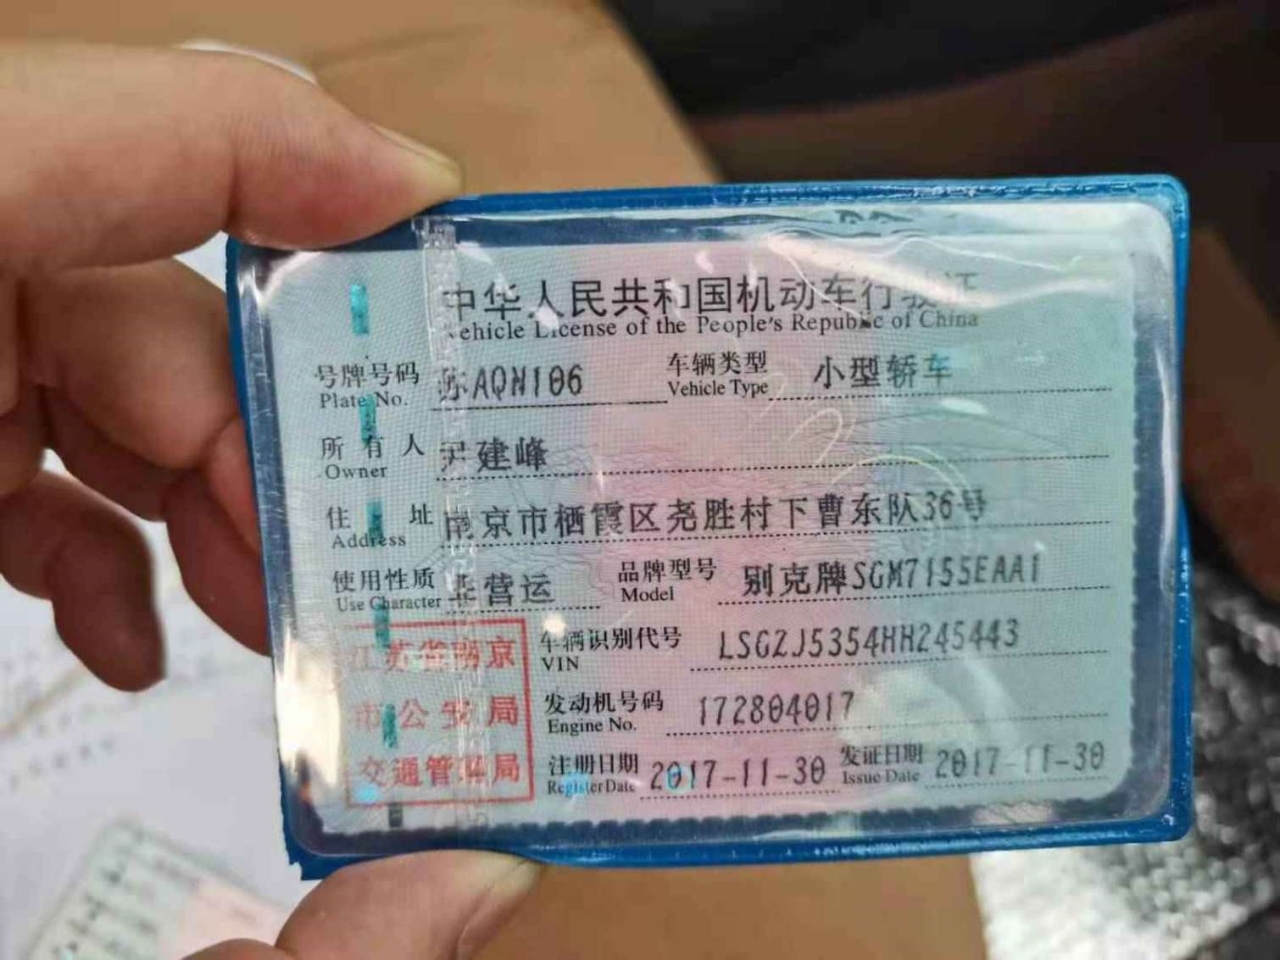 中华人民共和国机动车行驶证
Vehicle License of the People's Republic of China
号牌号码 苏AQN106 车辆类型 小型轿车
Plate No. Vehicle Type
所有人 尹建峰
Owner
住址 南京市栖霞区尧胜村下曹东队36号
Address
使用性质 非营运 品牌型号 别克牌SGM7155EAA1
Use Character Model
江苏省南京 车辆识别代号 LSGZJ5354HH245443
VIN
市公安局 发动机号码 172804017
Engine No.
交通管理局 注册日期 2017-11-30 发证日期 2017-11-30
Register Date Issue Date